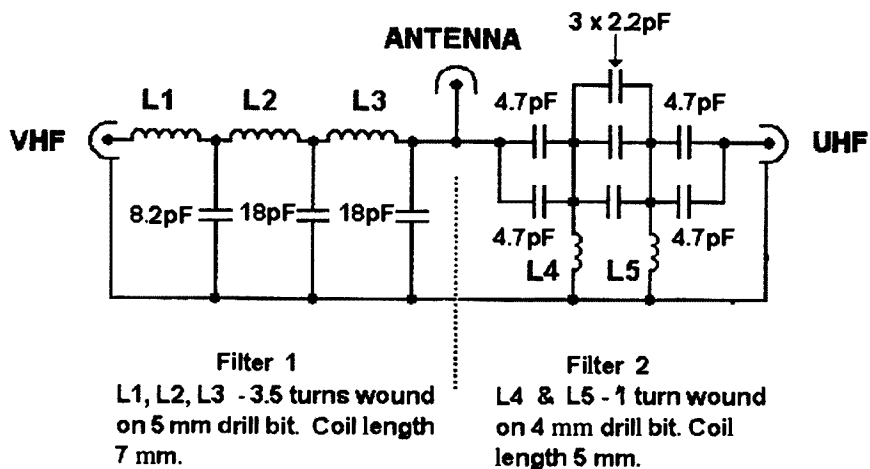 3 x 2.2pF
ANTENNA
4.7pF 4.7pF
L1 L2 L3
VHF UHF
8.2pF 18pF 18pF
4.7pF 4.7pF
L4 L5
Filter 1
L1, L2, L3 - 3.5 turns wound
on 5 mm drill bit. Coil length
7 mm.
Filter 2
L4 & L5 - 1 turn wound
on 4 mm drill bit. Coil
length 5 mm.